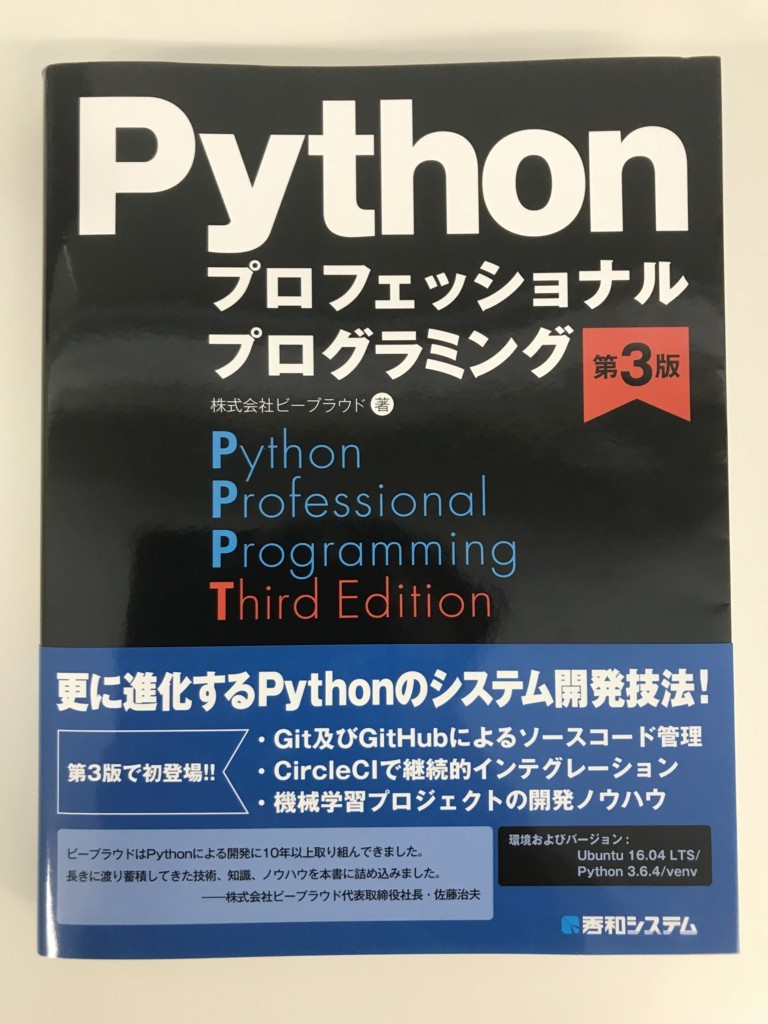 Python
プロフェッショナル
プログラミング
第3版
株式会社ビープラウド 著
Python
Professional
Programming
Third Edition
更に進化するPythonのシステム開発技法!
第3版で初登場!!
・Git及びGitHubによるソースコード管理
・CircleCIで継続的インテグレーション
・機械学習プロジェクトの開発ノウハウ
ビープラウドはPythonによる開発に10年以上取り組んできました。
長きに渡り蓄積してきた技術、知識、ノウハウを本書に詰め込みました。
――株式会社ビープラウド代表取締役社長・佐藤治夫
環境およびバージョン:
Ubuntu 16.04 LTS/
Python 3.6.4/venv
秀和システム